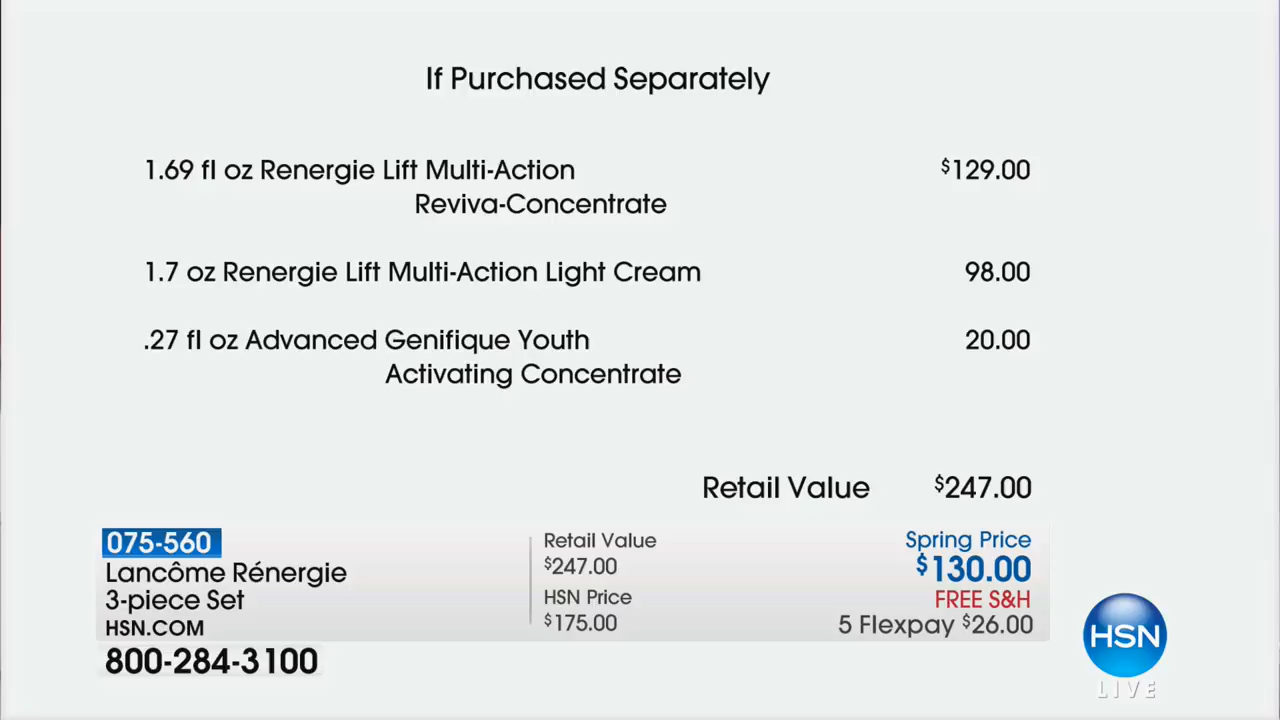 If Purchased Separately
1.69 fl oz Renergie Lift Multi-Action $129.00
Reviva-Concentrate
1.7 oz Renergie Lift Multi-Action Light Cream 98.00
.27 fl oz Advanced Genifique Youth 20.00
Activating Concentrate
Retail Value $247.00
075-560
Lancôme Rénergie
3-piece Set
HSN.COM
800-284-3100
Retail Value
$247.00
HSN Price
$175.00
Spring Price
$130.00
FREE S&H
5 Flexpay $26.00
HSN
LIVE